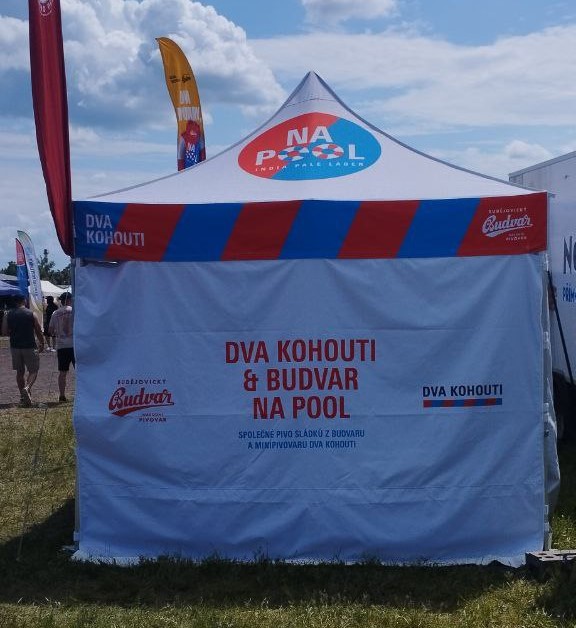 NA
POOL
INDIA PALE LAGER
DVA
KOHOUTI
BUDĚJOVICKÝ
Budvar
DVA KOHOUTI
& BUDVAR
NA POOL
BUDĚJOVICKÝ
Budvar
PIVOVAR
DVA KOHOUTI
SPOLEČNÉ PIVO SLÁDKŮ Z BUDVARU
A MINIPIVOVARU DVA KOHOUTI